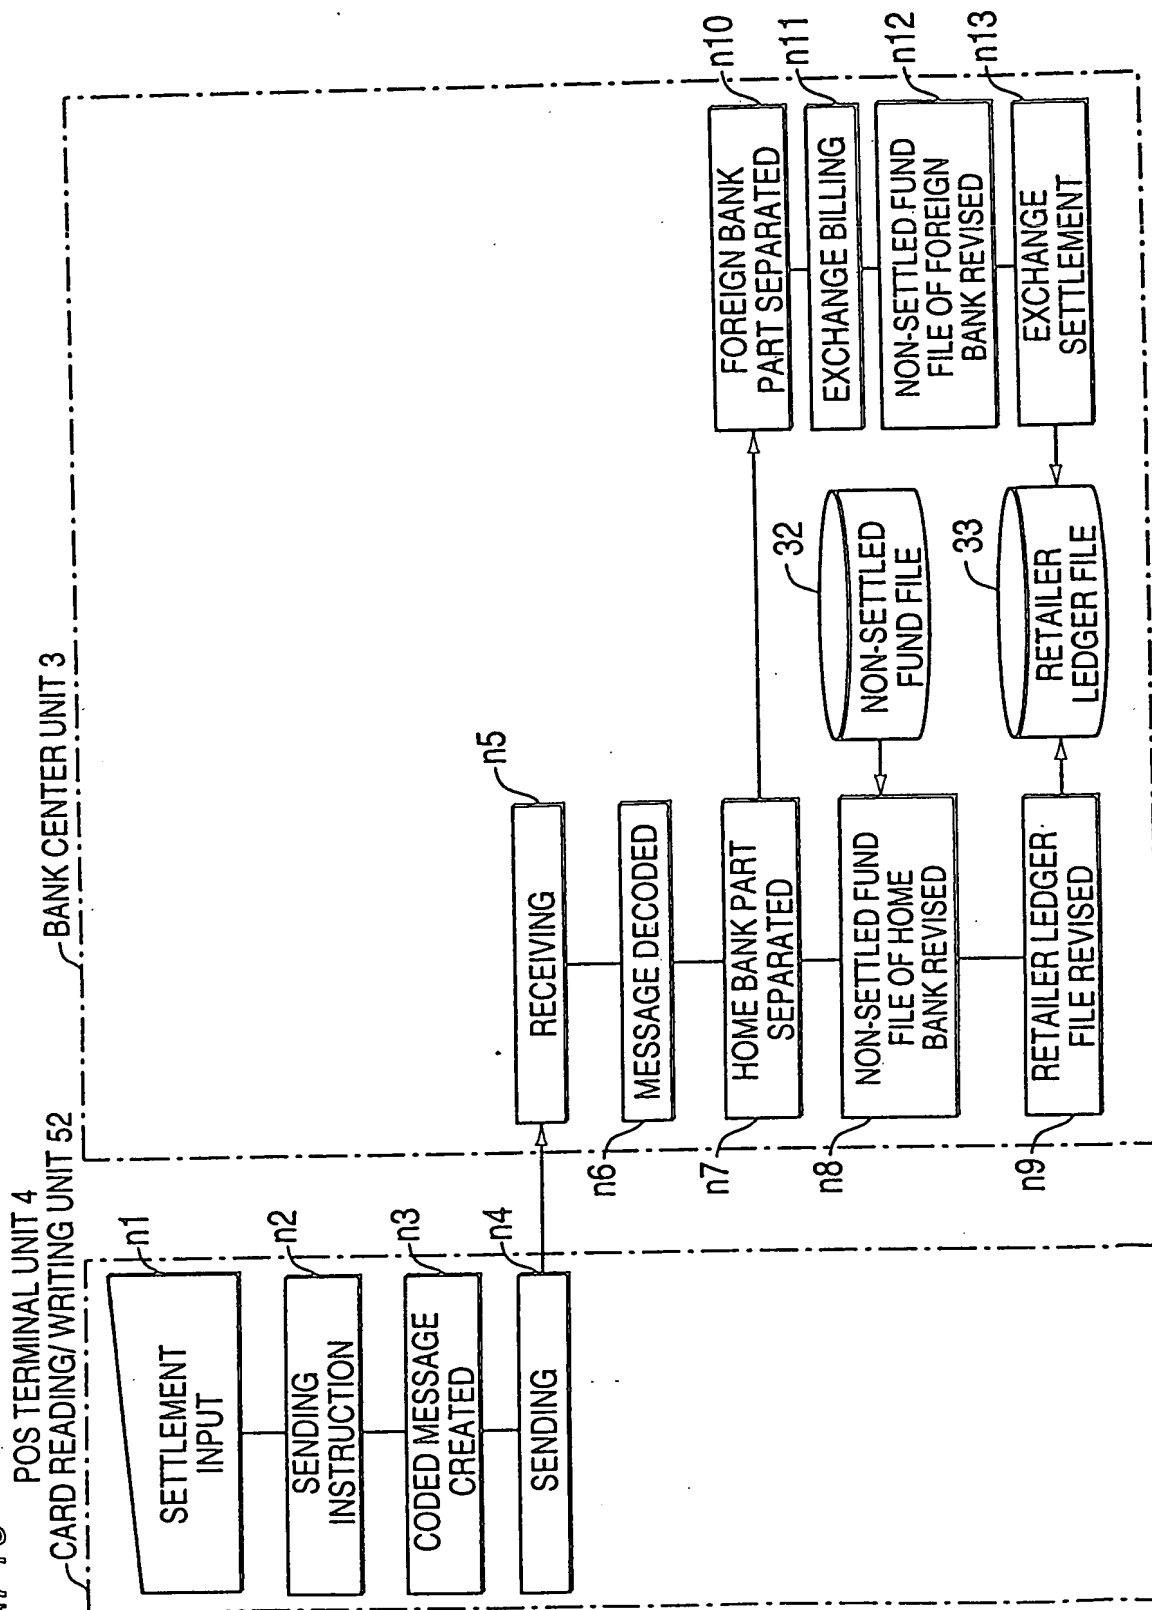 POS TERMINAL UNIT 4
CARD READING/WRITING UNIT 52
n1
SETTLEMENT
INPUT
n2
SENDING
INSTRUCTION
n3
CODED MESSAGE
CREATED
n4
SENDING
BANK CENTER UNIT 3
n5
RECEIVING
n6
MESSAGE DECODED
n7
HOME BANK PART
SEPARATED
n8
NON-SETTLED FUND
FILE OF HOME
BANK REVISED
n9
RETAILER LEDGER
FILE REVISED
32
NON-SETTLED
FUND FILE
33
RETAILER
LEDGER FILE
n10
FOREIGN BANK
PART SEPARATED
n11
EXCHANGE BILLING
n12
NON-SETTLED FUND
FILE OF FOREIGN
BANK REVISED
n13
EXCHANGE
SETTLEMENT